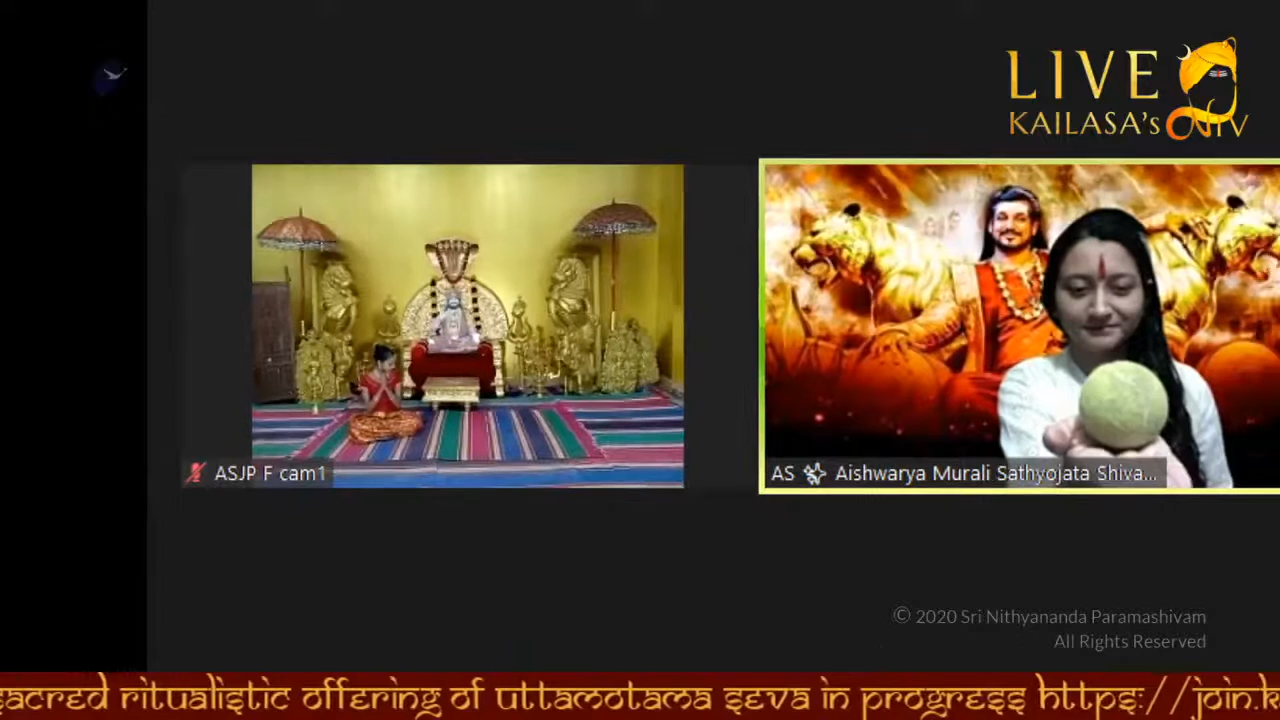 LIVE
KAILASA's NTV
ASJP F cam1
AS Aishwarya Murali Sathyojata Shiva...
© 2020 Sri Nithyananda Paramashivam
All Rights Reserved
sacred ritualistic offering of uttamotama seva in progress https://join.k